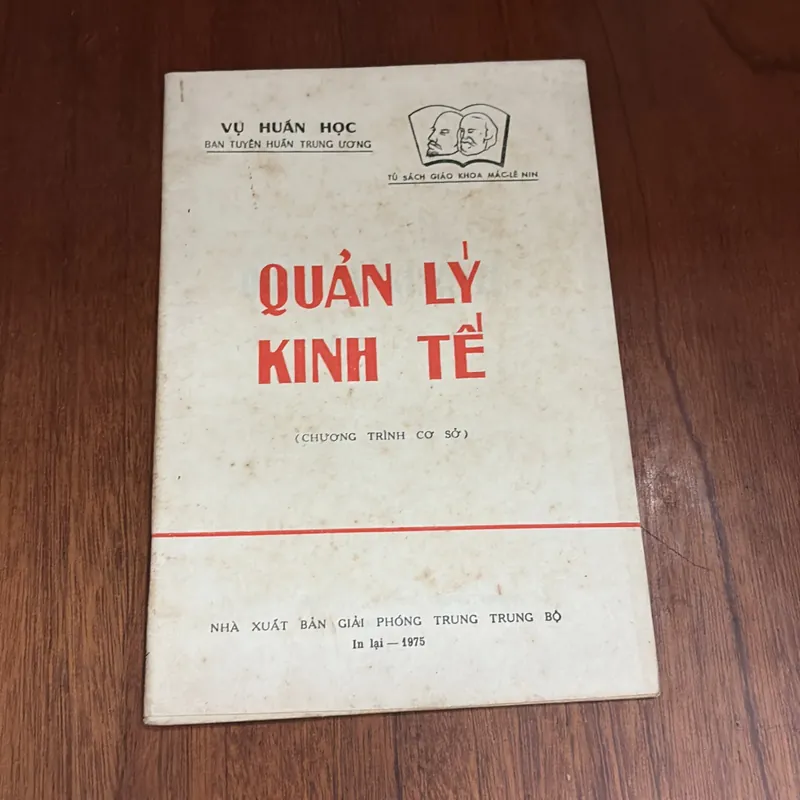 VỤ HUẤN HỌC
BAN TUYÊN HUẤN TRUNG ƯƠNG
TỦ SÁCH GIÁO KHOA MÁC-LÊ NIN
QUẢN LÝ
KINH TẾ
(CHƯƠNG TRÌNH CƠ SỞ)
NHÀ XUẤT BẢN GIẢI PHÓNG TRUNG TRUNG BỘ
In lại — 1975